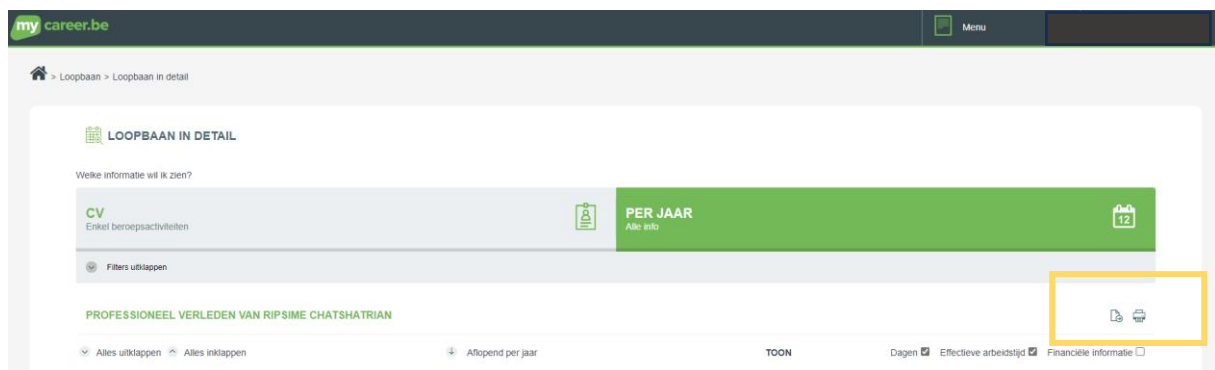 my career.be
Menu
> Loopbaan > Loopbaan in detail
LOOPBAAN IN DETAIL
Welke informatie wil ik zien?
CV
Enkel beroepsactiviteiten
PER JAAR
Alle info
12
Filters uitklappen
PROFESSIONEEL VERLEDEN VAN RIPSIME CHATSHATRIAN
Alles uitklappen Alles inklappen Aflopend per jaar TOON Dagen Effectieve arbeidstijd Financiële informatie